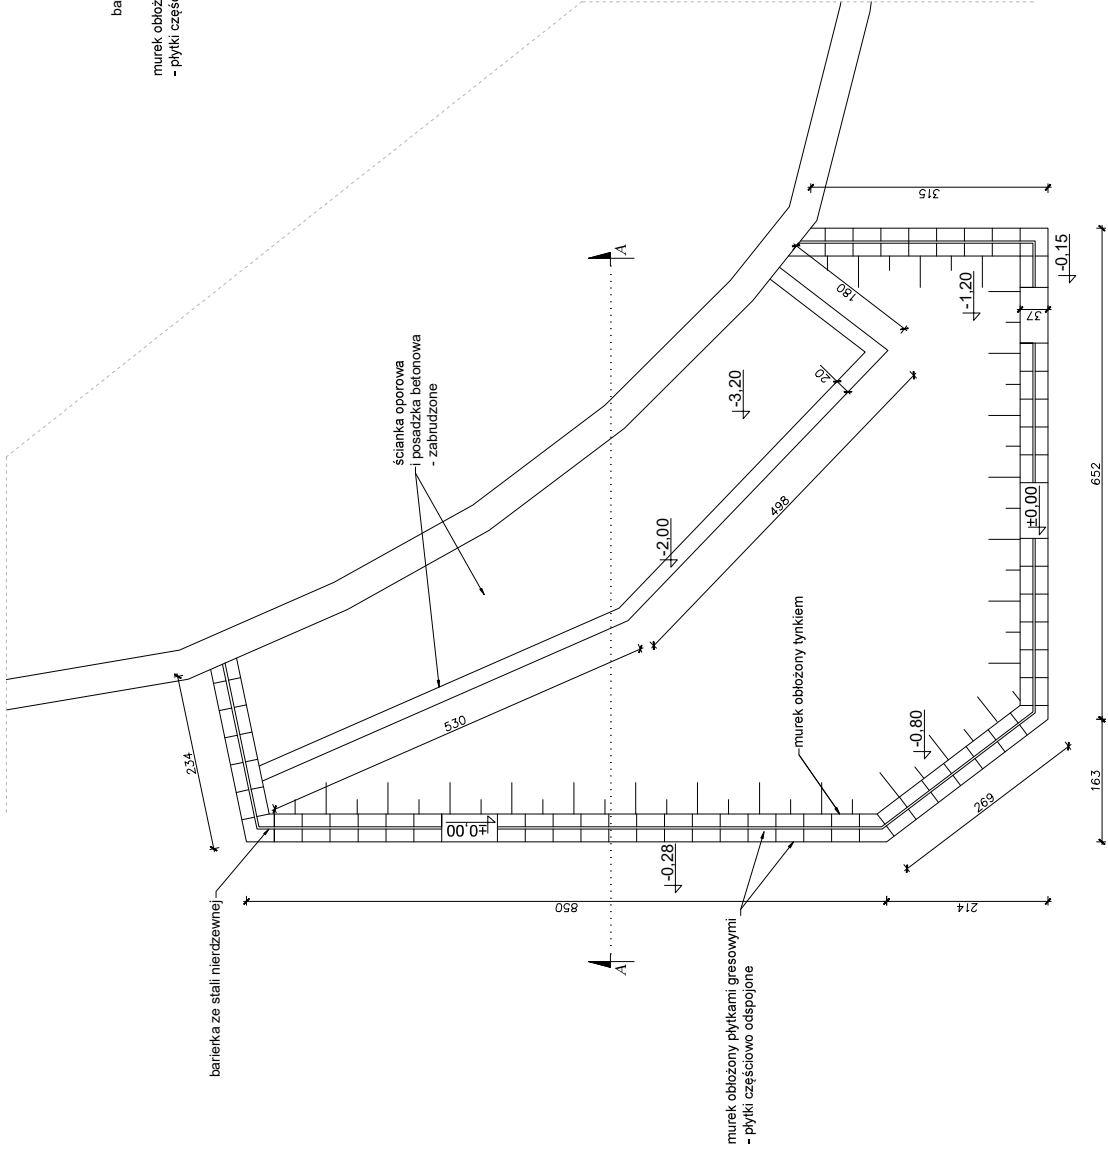 ba
murek obłoż
- płytki częśc
ścianka oporowa
i posadzka betonowa
- zabrudzone
barierka ze stali nierdzewnej
murek obłożony płytkami gresowymi
- płytki częściowo odspojone
murek obłożony tynkiem
A
A
234
530
498
180
20
315
37
652
163
269
214
850
±0,00
±0,00
-0,28
-0,80
-2,00
-3,20
-1,20
-0,15